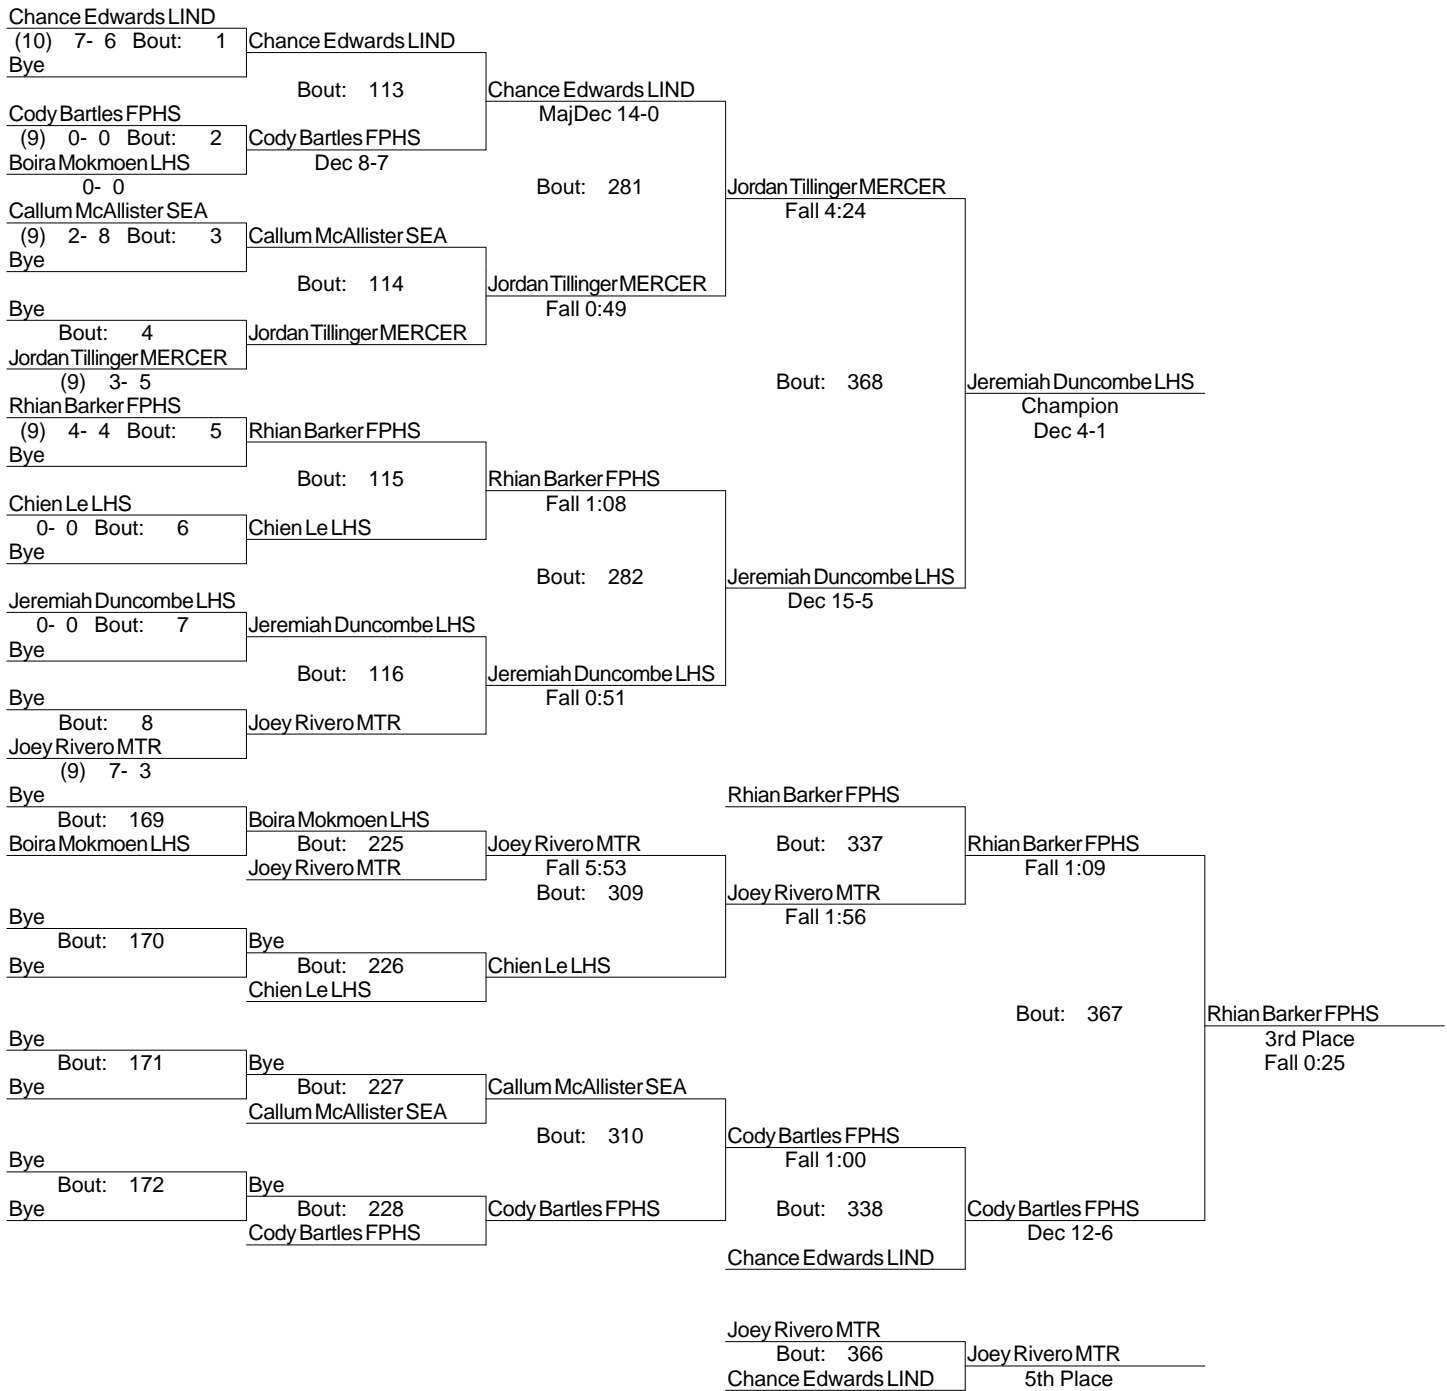 Chance Edwards LIND
(10) 7- 6 Bout: 1 Chance Edwards LIND
Bye
Bout: 113 Chance Edwards LIND
Cody Bartles FPHS MajDec 14-0
(9) 0- 0 Bout: 2 Cody Bartles FPHS
Boira Mokmoen LHS Dec 8-7
0- 0 Bout: 281 Jordan Tillinger MERCER
Callum McAllister SEA Fall 4:24
(9) 2- 8 Bout: 3 Callum McAllister SEA
Bye
Bout: 114 Jordan Tillinger MERCER
Bye Fall 0:49
Bout: 4 Jordan Tillinger MERCER
Jordan Tillinger MERCER
(9) 3- 5 Bout: 368 Jeremiah Duncombe LHS
Rhian Barker FPHS Champion
(9) 4- 4 Bout: 5 Rhian Barker FPHS Dec 4-1
Bye
Bout: 115 Rhian Barker FPHS
Chien Le LHS Fall 1:08
0- 0 Bout: 6 Chien Le LHS
Bye
Bout: 282 Jeremiah Duncombe LHS
Jeremiah Duncombe LHS Dec 15-5
0- 0 Bout: 7 Jeremiah Duncombe LHS
Bye
Bout: 116 Jeremiah Duncombe LHS
Bye Fall 0:51
Bout: 8 Joey Rivero MTR
Joey Rivero MTR
(9) 7- 3
Bye Rhian Barker FPHS
Bout: 169 Boira Mokmoen LHS
Boira Mokmoen LHS Bout: 225 Joey Rivero MTR Bout: 337 Rhian Barker FPHS
Joey Rivero MTR Fall 5:53 Fall 1:09
Bout: 309 Joey Rivero MTR
Bye Fall 1:56
Bout: 170 Bye
Bye Bout: 226 Chien Le LHS
Chien Le LHS
Bout: 367 Rhian Barker FPHS
Bye 3rd Place
Bout: 171 Bye Fall 0:25
Bye Bout: 227 Callum McAllister SEA
Callum McAllister SEA
Bout: 310 Cody Bartles FPHS
Bye Fall 1:00
Bout: 172 Bye
Bye Bout: 228 Cody Bartles FPHS Bout: 338 Cody Bartles FPHS
Cody Bartles FPHS Dec 12-6
Chance Edwards LIND
Joey Rivero MTR
Bout: 366 Joey Rivero MTR
Chance Edwards LIND 5th Place